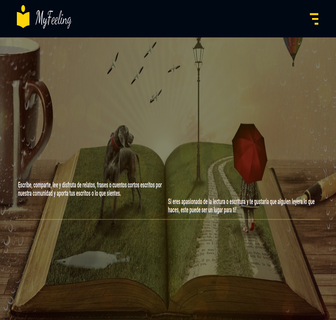 MyFeeling
Escribe, comparte, lee y disfruta de relatos, frases o cuentos cortos escritos por
nuestra comunidad y aporta tus escritos o lo que sientes.
Si eres apasionado de la lectura o escritura y te gustaría que alguien leyera lo que
haces, este puede ser un lugar para ti!